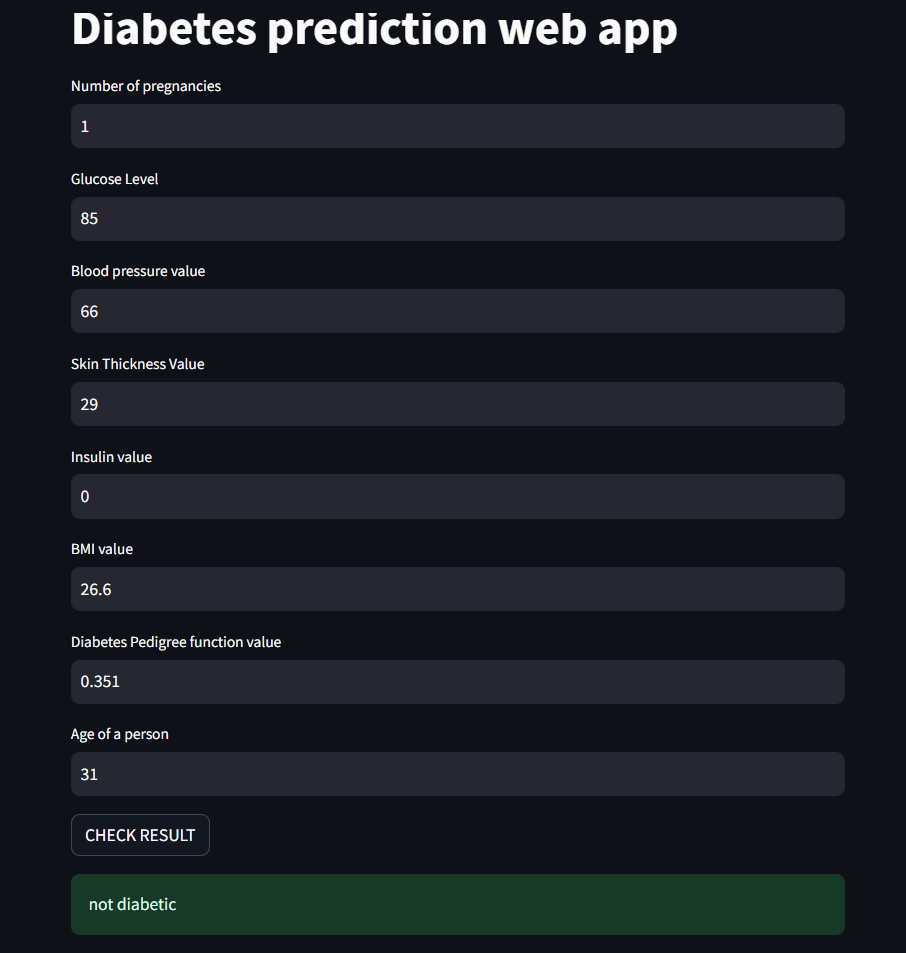 Diabetes prediction web app
Number of pregnancies
1
Glucose Level
85
Blood pressure value
66
Skin Thickness Value
29
Insulin value
0
BMI value
26.6
Diabetes Pedigree function value
0.351
Age of a person
31
CHECK RESULT
not diabetic